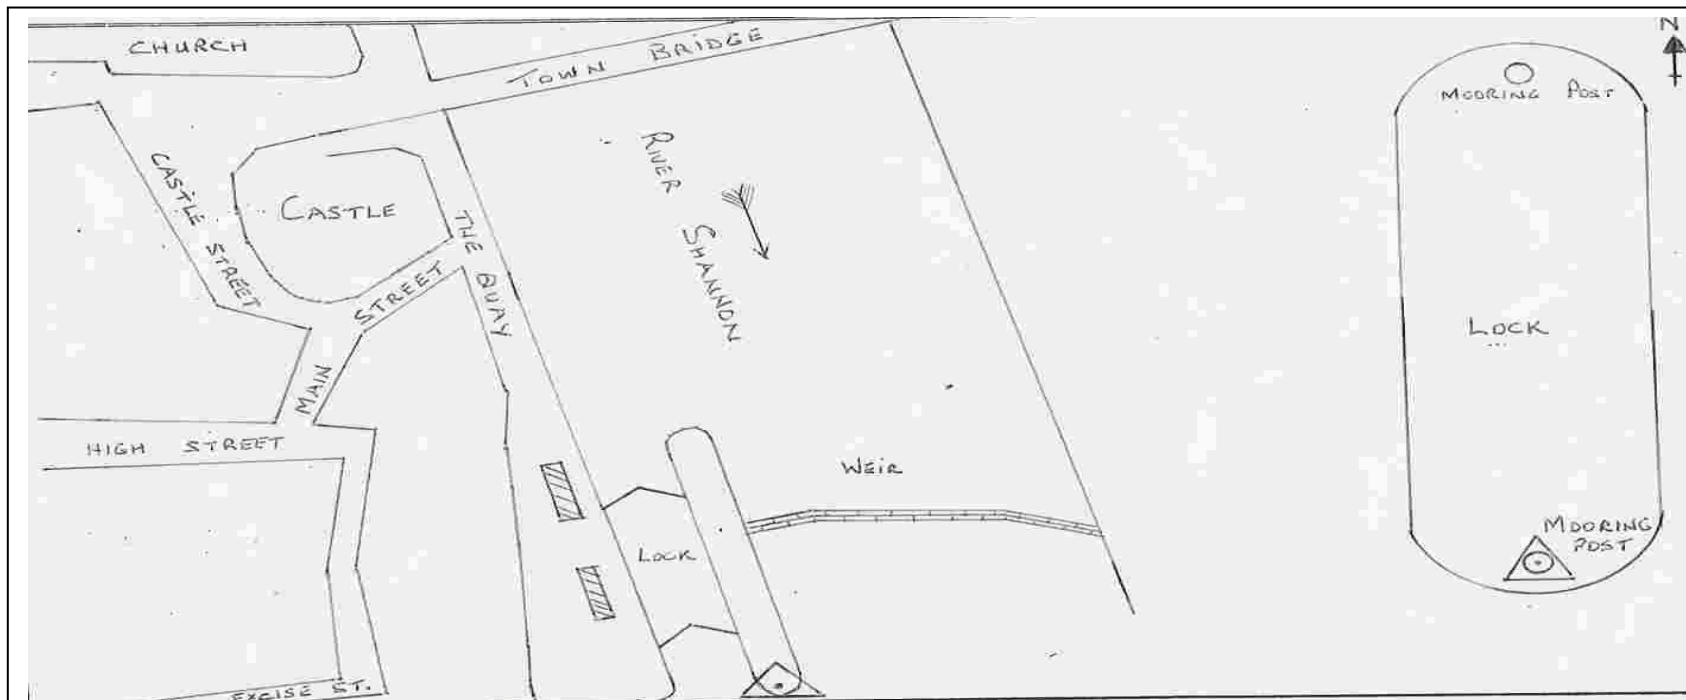 CHURCH
TOWN BRIDGE
N
MOORING POST
CASTLE STREET
CASTLE
THE QUAY
RIVER SHANNON
STREET
MAIN
LOCK
HIGH STREET
WEIR
LOCK
MOORING
POST
EXCISE ST.